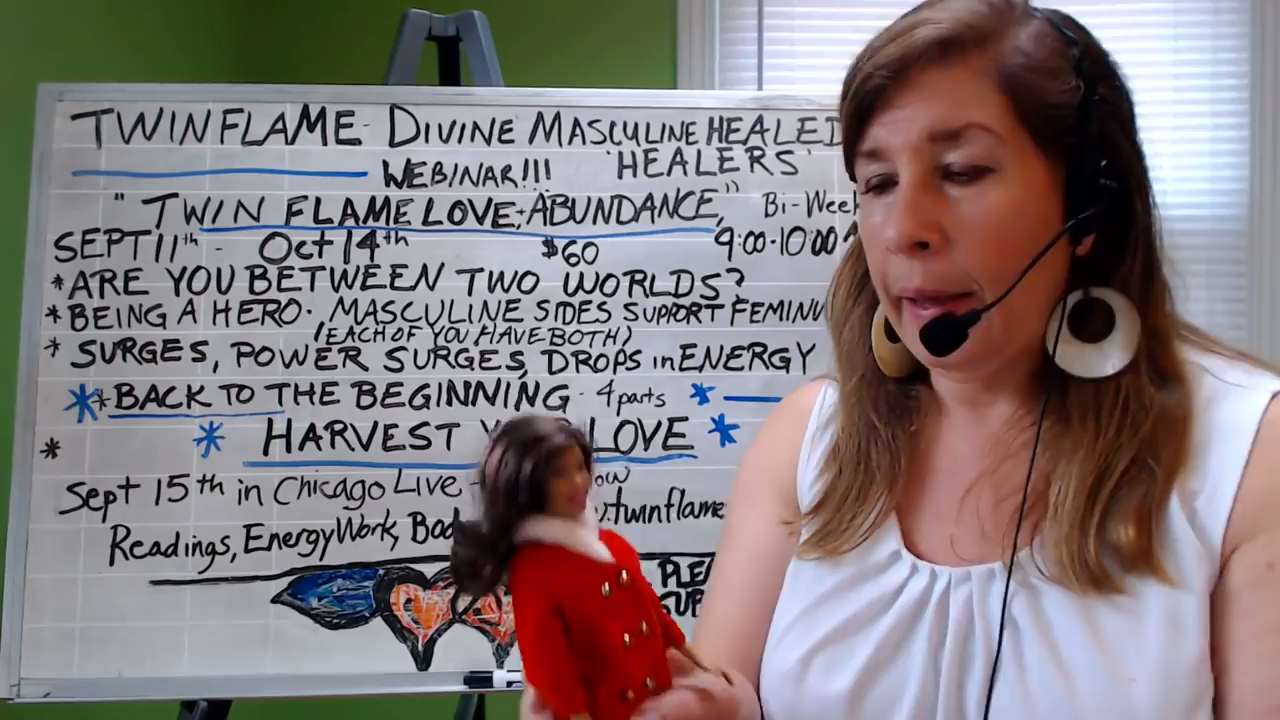 TWINFLAME - DIVINE MASCULINE HEALED
WEBINAR!!! 'HEALERS'
"TWIN FLAME LOVE + ABUNDANCE," Bi-Week
SEPT 11th - Oct 14th $60 9:00-10:00
*ARE YOU BETWEEN TWO WORLDS?
*BEING A HERO. MASCULINE SIDES SUPPORT FEMININ
(EACH OF YOU HAVE BOTH)
* SURGES, POWER SURGES, DROPS in ENERGY
* *BACK TO THE BEGINNING - 4 parts *
* * HARVEST LOVE *
Sept 15th in Chicago Live -
Readings, Energy Work, .twinflame